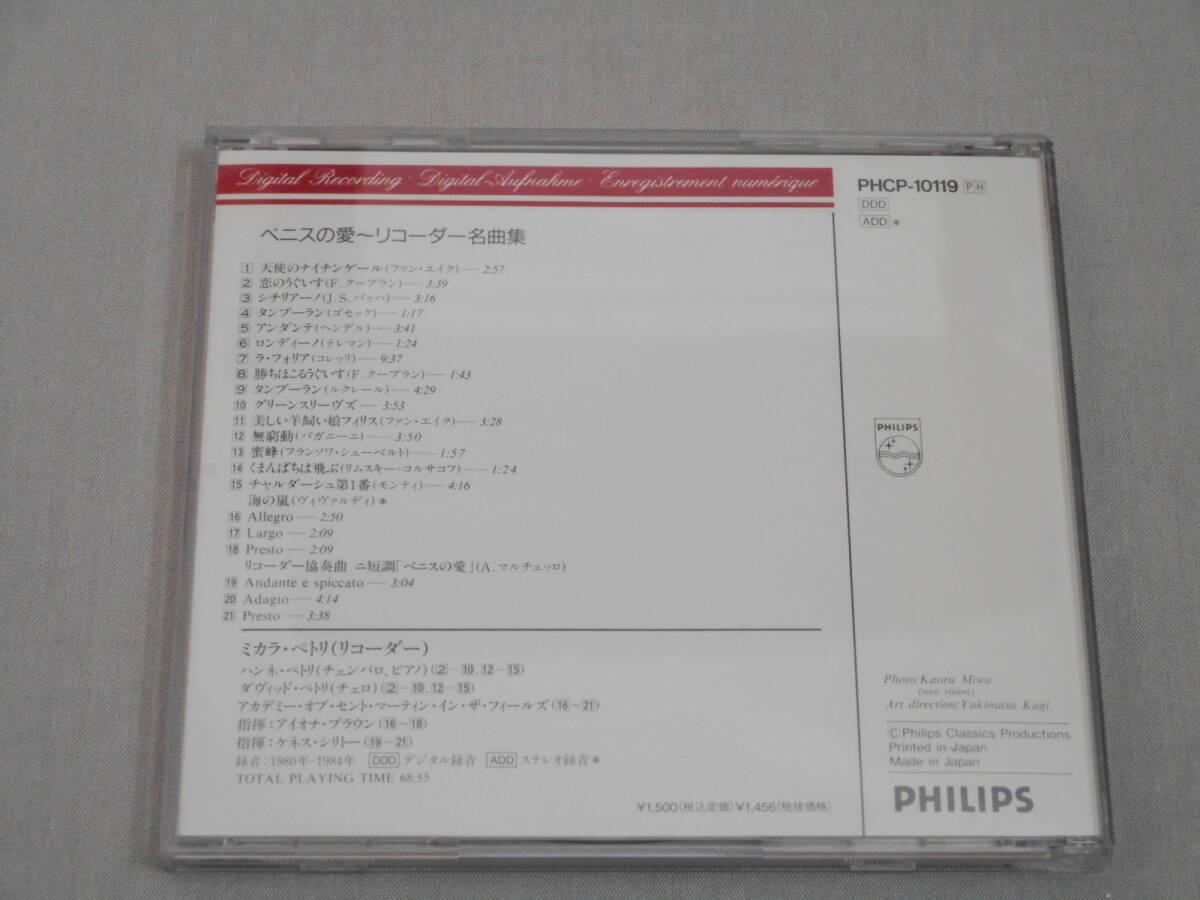 Digital Recording · Digital-Aufnahme · Enregistrement numérique
PHCP-10119 PH
DDD
ADD *
ベニスの愛〜リコーダー名曲集
1 天使のナイチンゲール(ファン・エイク) — 2:57
2 恋のうぐいす(F.クープラン) — 3:39
3 シチリアーノ(J.S.バッハ) — 3:16
4 タンブーラン(ゴセック) — 1:17
5 アンダンテ(ヘンデル) — 3:41
6 ロンディーノ(テレマン) — 1:24
7 ラ・フォリア(コレッリ) — 9:37
8 勝ちほこるうぐいす(F.クープラン) — 1:43
9 タンブーラン(ルクレール) — 4:29
10 グリーンスリーヴズ — 3:53
11 美しい羊飼い娘フィリス(ファン・エイク) — 3:28
12 無窮動(パガニーニ) — 3:50
13 蜜蜂(フランソワ・シューベルト) — 1:57
14 くまんばちは飛ぶ(リムスキー=コルサコフ) — 1:24
15 チャルダーシュ第1番(モンティ) — 4:16
海の嵐(ヴィヴァルディ) *
16 Allegro — 2:50
17 Largo — 2:09
18 Presto — 2:09
リコーダー協奏曲 ニ短調「ベニスの愛」(A.マルチェッロ)
19 Andante e spiccato — 3:04
20 Adagio — 4:14
21 Presto — 3:38
ミカラ・ペトリ(リコーダー)
ハンネ・ペトリ(チェンバロ,ピアノ)(2–10,12–15)
ダヴィッド・ペトリ(チェロ)(2–10,12–15)
アカデミー・オブ・セント・マーティン・イン・ザ・フィールズ(16〜21)
指揮:アイオナ・ブラウン(16〜18)
指揮:ケネス・シリトー(19〜21)
録音:1980年–1984年 DDD デジタル録音 ADD ステレオ録音*
TOTAL PLAYING TIME 68:55
¥1,500(税込定価)¥1,456(税抜価格)
PHILIPS
Photo:Kaoru Miwa
(neo vision)
Art direction:Yukimasa Kagi
Ⓒ Philips Classics Productions
Printed in Japan
Made in Japan
PHILIPS